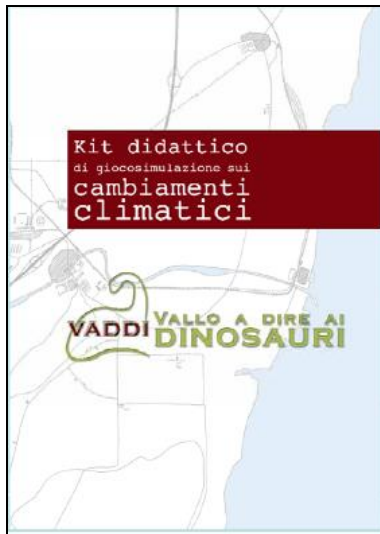 Kit didattico
di giocosimulazione sui
cambiamenti
climatici
VADDI VALLO A DIRE AI
DINOSAURI